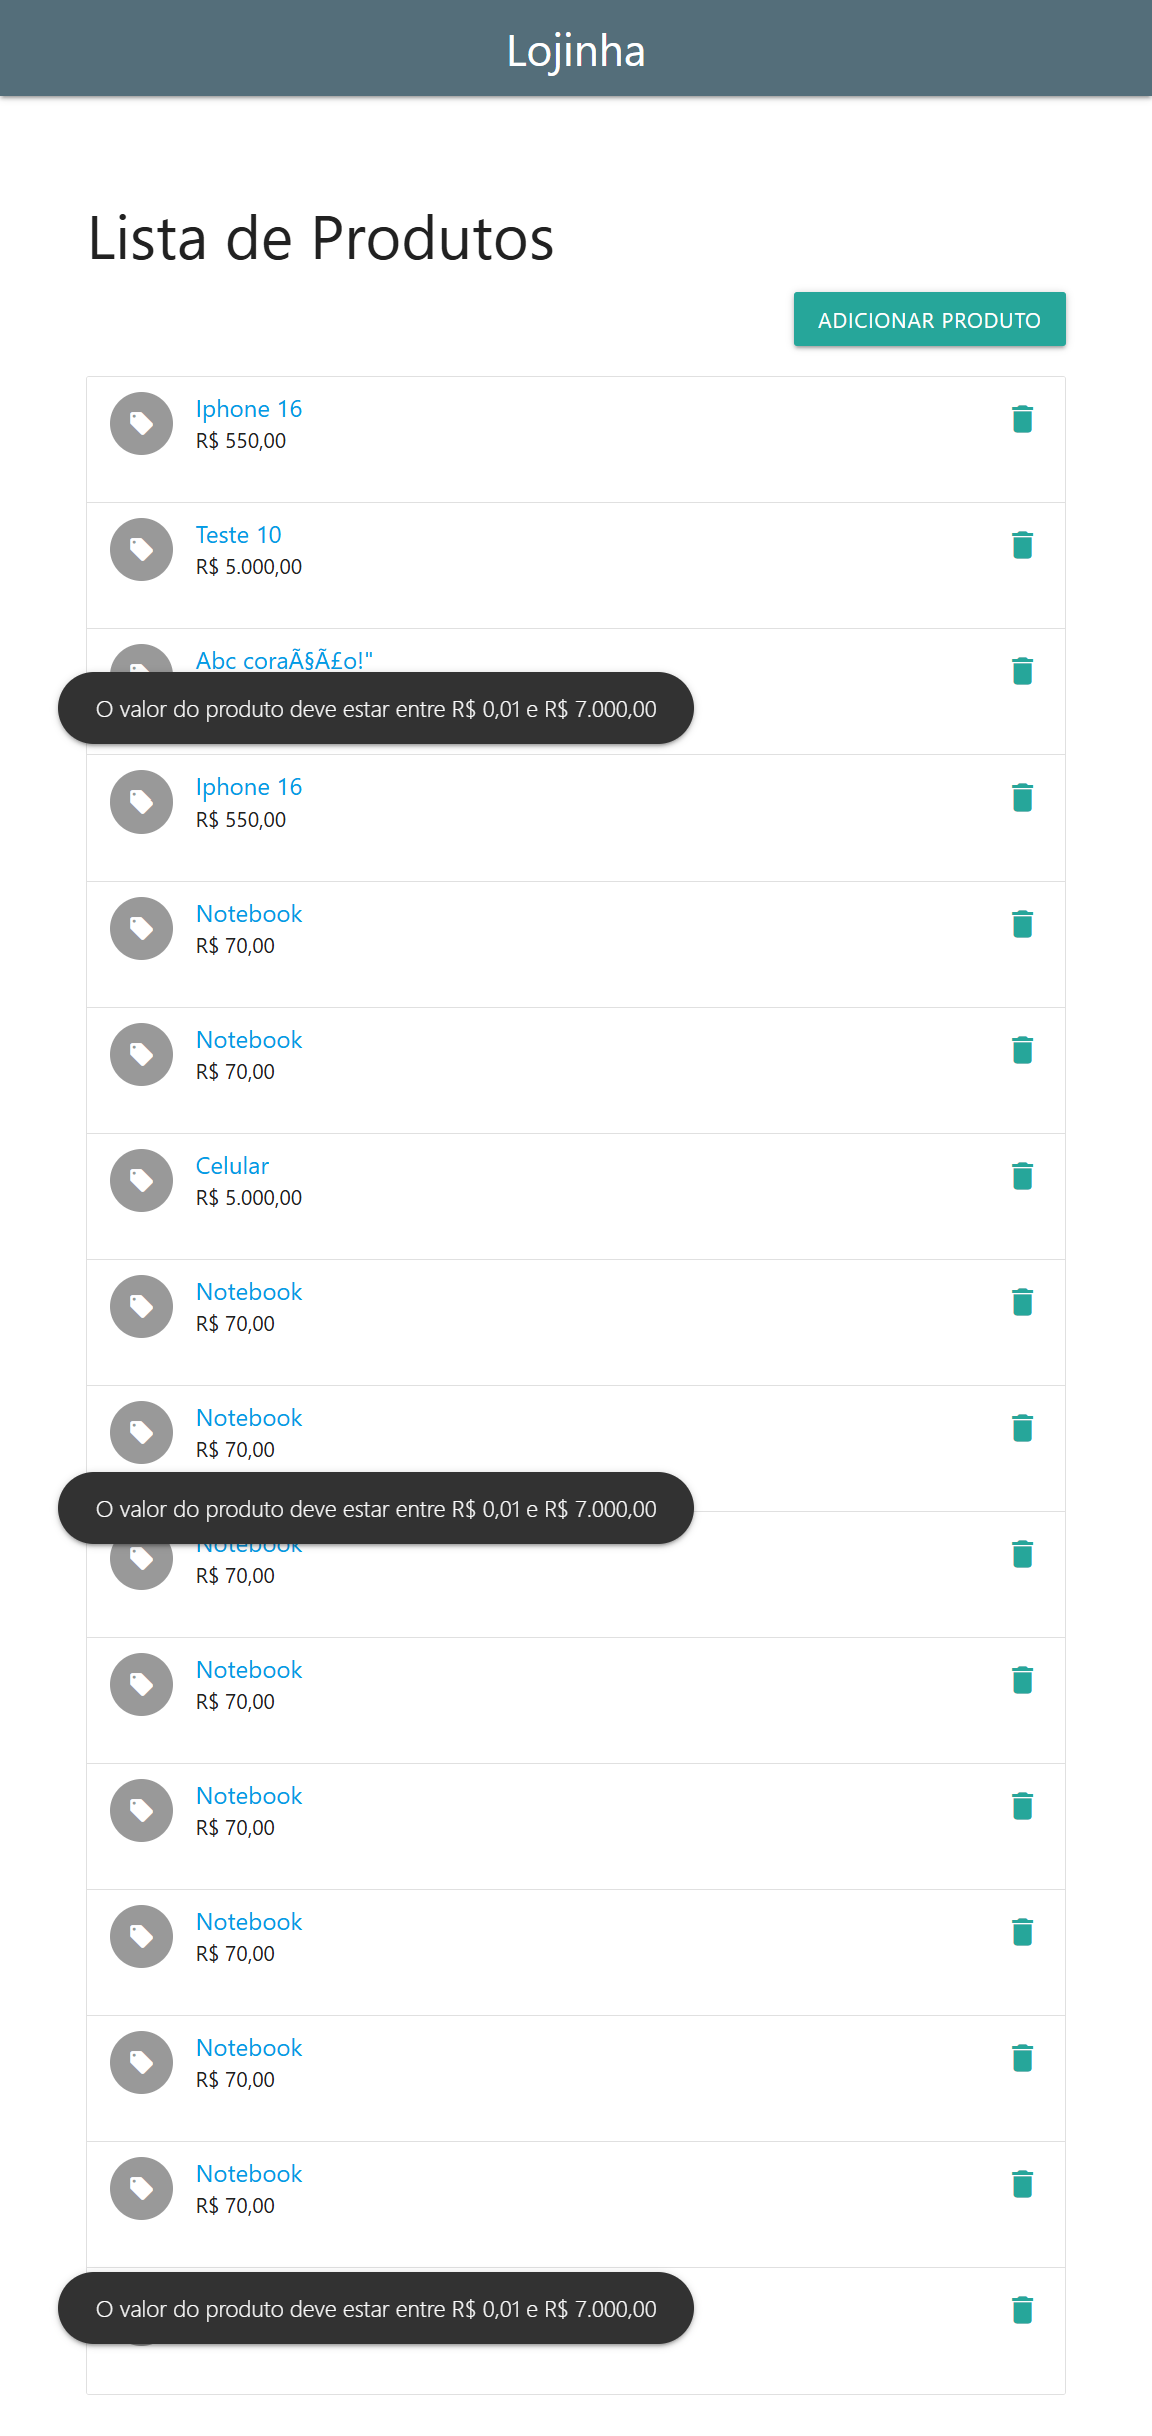 Lojinha
Lista de Produtos
ADICIONAR PRODUTO
Iphone 16
R$ 550,00
Teste 10
R$ 5.000,00
Abc coraÃ§Ã£o!"
O valor do produto deve estar entre R$ 0,01 e R$ 7.000,00
Iphone 16
R$ 550,00
Notebook
R$ 70,00
Notebook
R$ 70,00
Celular
R$ 5.000,00
Notebook
R$ 70,00
Notebook
R$ 70,00
O valor do produto deve estar entre R$ 0,01 e R$ 7.000,00
Notebook
R$ 70,00
Notebook
R$ 70,00
Notebook
R$ 70,00
Notebook
R$ 70,00
Notebook
R$ 70,00
Notebook
R$ 70,00
O valor do produto deve estar entre R$ 0,01 e R$ 7.000,00